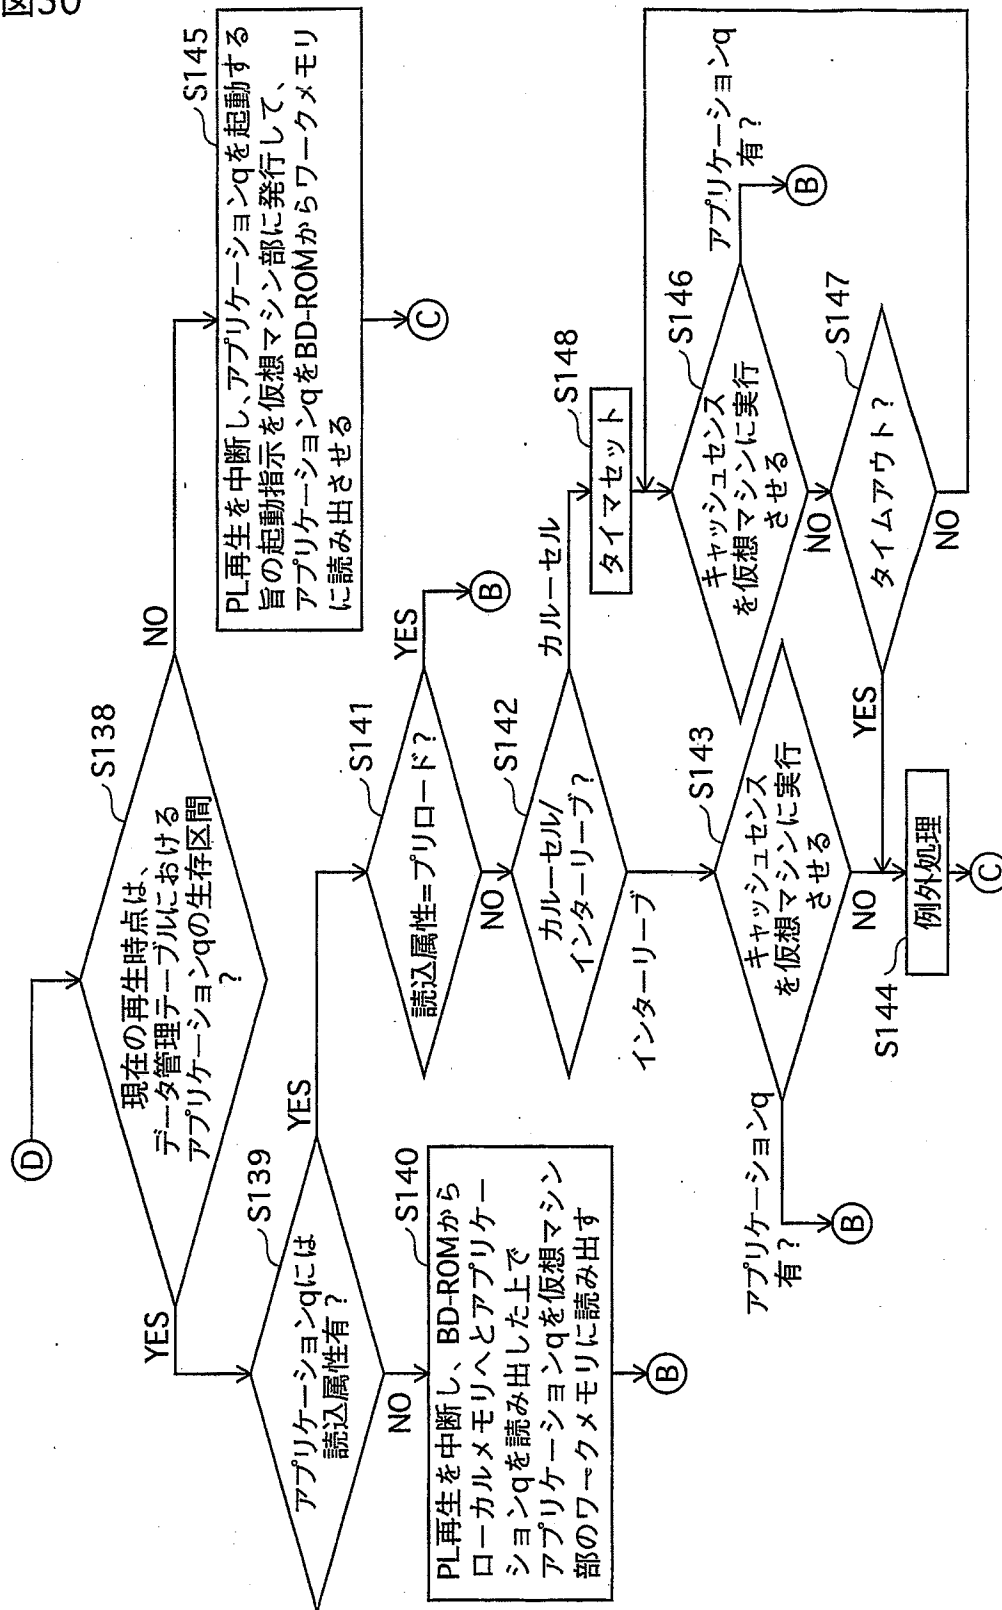 図50
D
現在の再生時点は、
データ管理テーブルにおける
アプリケーションqの生存区間
?
S138
YES
NO
PL再生を中断し、アプリケーションqを起動する
旨の起動指示を仮想マシン部に発行して、
アプリケーションqをBD-ROMからワークメモリ
に読み出させる
S145
C
アプリケーションqには
読込属性有?
S139
YES
NO
PL再生を中断し、BD-ROMから
ローカルメモリへとアプリケー
ションqを読み出した上で
アプリケーションqを仮想マシン
部のワークメモリに読み出す
S140
B
読込属性=プリロード?
S141
YES
B
NO
カルーセル/
インターリーブ?
S142
カルーセル
インターリーブ
タイマセット
S148
キャッシュセンス
を仮想マシンに実行
させる
S143
アプリケーションq
有?
B
NO
例外処理
S144
C
キャッシュセンス
を仮想マシンに実行
させる
S146
アプリケーションq
有?
B
NO
タイムアウト?
S147
YES
NO